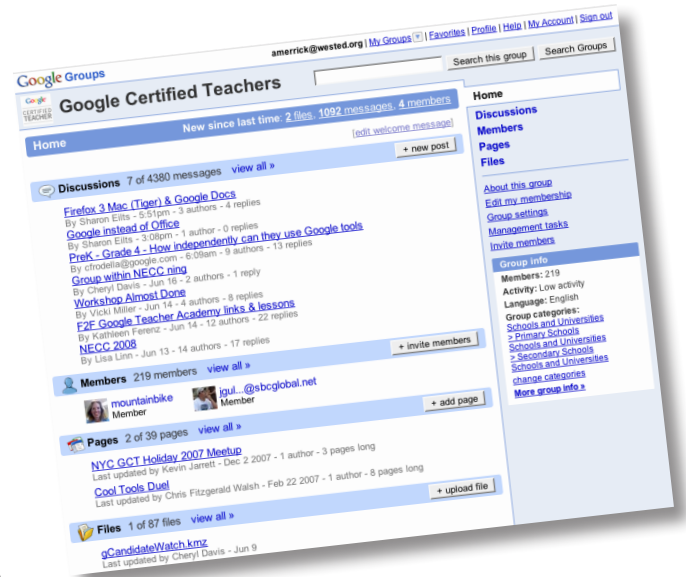 amerrick@wested.org | My Groups | Favorites | Profile | Help | My Account | Sign out
Google Groups
Search this group Search Groups
Google
CERTIFIED
TEACHER
Google Certified Teachers
Home
New since last time: 2 files, 1092 messages, 4 members
[edit welcome message]
Discussions 7 of 4380 messages view all »
+ new post
Firefox 3 Mac (Tiger) & Google Docs
By Sharon Eilts - 5:51pm - 3 authors - 4 replies
Google instead of Office
By Sharon Eilts - 3:08pm - 1 author - 0 replies
PreK - Grade 4 - How independently can they use Google tools
By cfrodella@google.com - 6:09am - 9 authors - 13 replies
Group within NECC ning
By Cheryl Davis - Jun 16 - 2 authors - 1 reply
Workshop Almost Done
By Vicki Miller - Jun 14 - 4 authors - 8 replies
F2F Google Teacher Academy links & lessons
By Kathleen Ferenz - Jun 14 - 12 authors - 22 replies
NECC 2008
By Lisa Linn - Jun 13 - 14 authors - 17 replies
Members 219 members view all »
+ invite members
mountainbike
Member
jgul...@sbcglobal.net
Member
Pages 2 of 39 pages view all »
+ add page
NYC GCT Holiday 2007 Meetup
Last updated by Kevin Jarrett - Dec 2 2007 - 1 author - 3 pages long
Cool Tools Duel
Last updated by Chris Fitzgerald Walsh - Feb 22 2007 - 1 author - 8 pages long
Files 1 of 87 files view all »
+ upload file
gCandidateWatch.kmz
Last updated by Cheryl Davis - Jun 9
Home
Discussions
Members
Pages
Files
About this group
Edit my membership
Group settings
Management tasks
Invite members
Group info
Members: 219
Activity: Low activity
Language: English
Group categories:
Schools and Universities
> Primary Schools
Schools and Universities
> Secondary Schools
Schools and Universities
change categories
More group info »